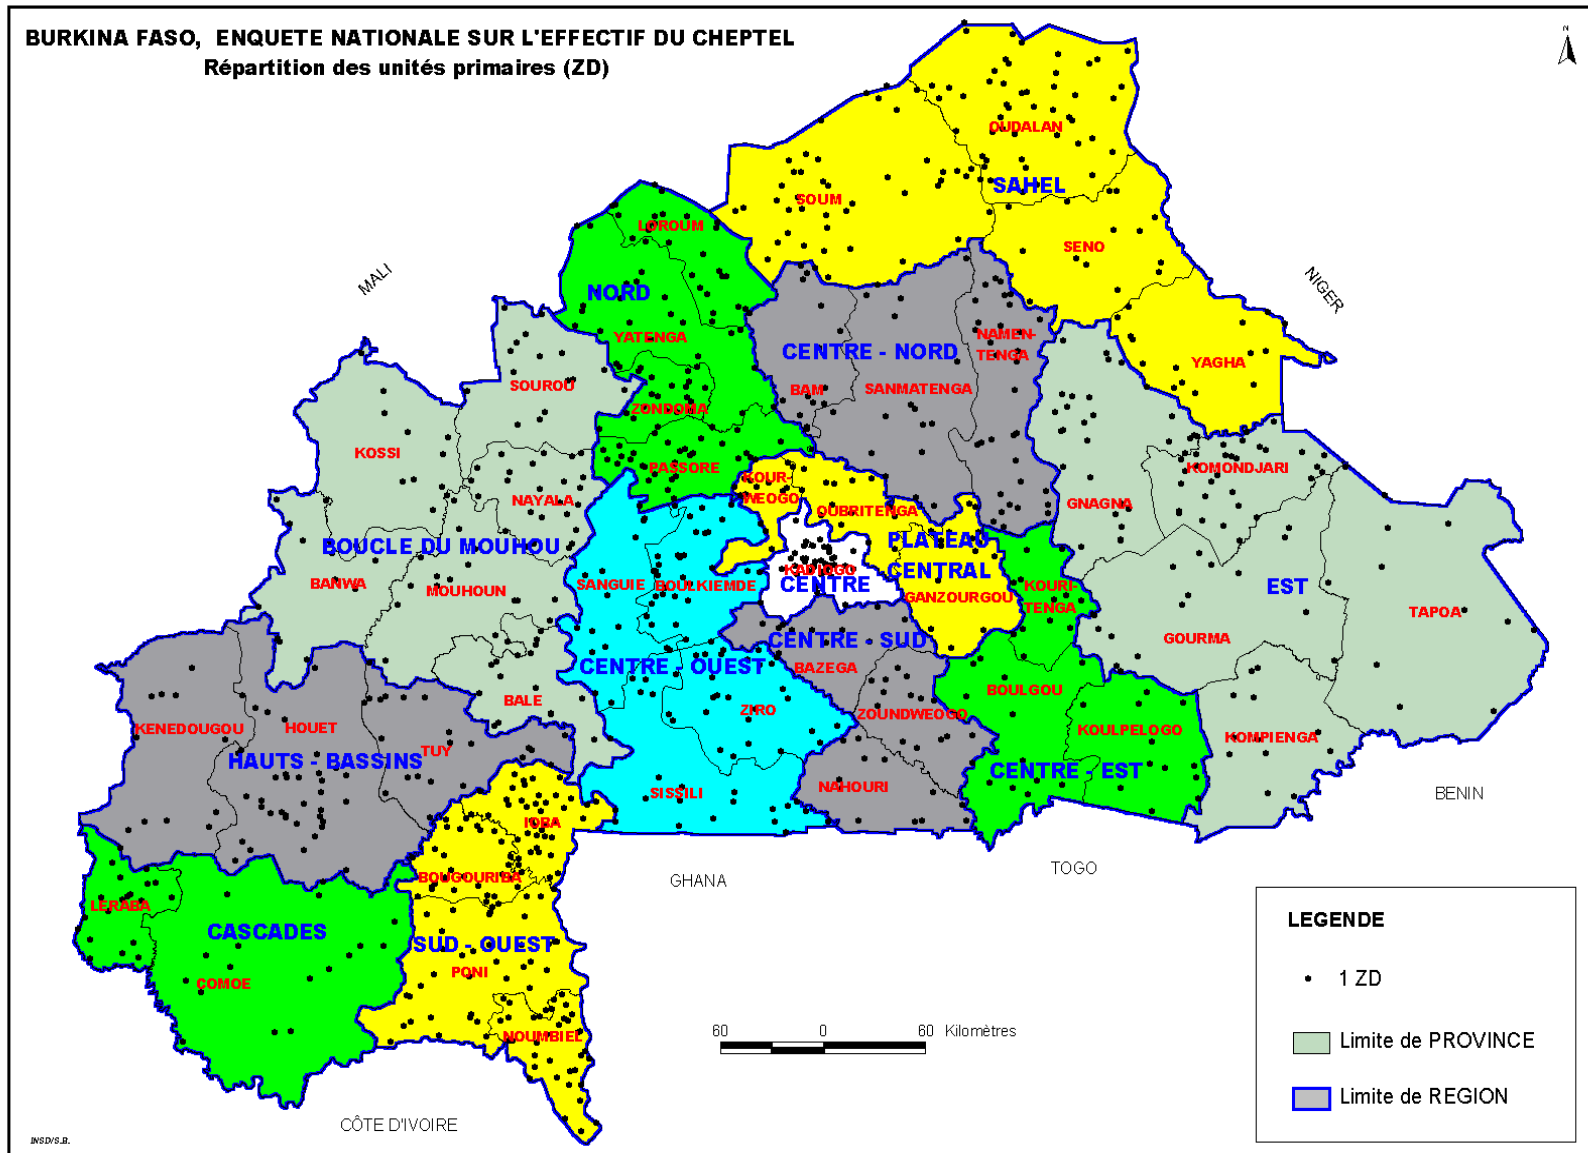 BURKINA FASO, ENQUETE NATIONALE SUR L'EFFECTIF DU CHEPTEL
Répartition des unités primaires (ZD)
N
OUDALAN
SAHEL
SOUM
LOROUM
SENO
MALI
NIGER
NORD
YATENGA
NAMEN-
TENGA
CENTRE - NORD
YAGHA
SOUROU
BAM
SANMATENGA
ZONDOMA
KOSSI
PASSORE
KOUR-
WEOGO
KOMONDJARI
NAYALA
GNAGNA
OUBRITENGA
BOUCLE DU MOUHOU
PLATEAU
CENTRAL
KADIOGO
CENTRE
BANWA
MOUHOUN
SANGUIE
BOULKIEMDE
GANZOURGOU
KOURI-
TENGA
EST
TAPOA
GOURMA
CENTRE - SUD
BAZEGA
CENTRE - OUEST
BALE
ZIRO
ZOUNDWEOGO
BOULGOU
KENEDOUGOU
HOUET
TUY
KOULPELOGO
KOMPIENGA
HAUTS - BASSINS
CENTRE - EST
SISSILI
NAHOURI
BENIN
IOBA
GHANA
TOGO
BOUGOURIBA
LERABA
CASCADES
SUD - OUEST
COMOE
PONI
NOUMBIEL
60 0 60 Kilomètres
CÔTE D'IVOIRE
LEGENDE
1 ZD
Limite de PROVINCE
Limite de REGION
INSD/S.B.